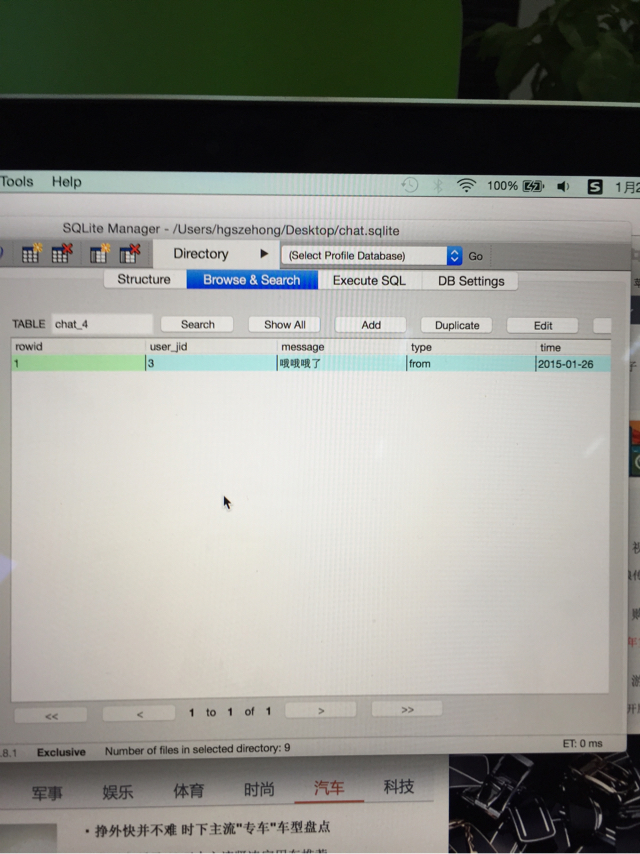 Tools Help 100% S 1月2
SQLite Manager - /Users/hgszehong/Desktop/chat.sqlite
Directory (Select Profile Database) Go
Structure Browse & Search Execute SQL DB Settings
TABLE chat_4 Search Show All Add Duplicate Edit
rowid user_jid message type time
1 3 哦哦哦了 from 2015-01-26
<< < 1 to 1 of 1 > >>
.8.1 Exclusive Number of files in selected directory: 9 ET: 0 ms
军事 娱乐 体育 时尚 汽车 科技
· 挣外快并不难 时下主流"专车"车型盘点